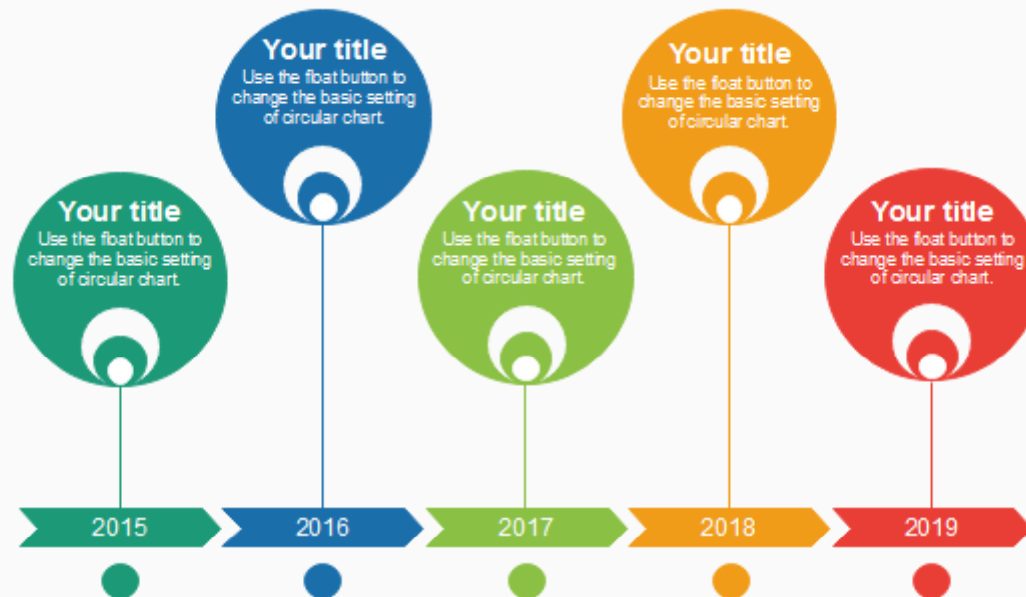 Your title
Use the float button to
change the basic setting
of circular chart.
Your title
Use the float button to
change the basic setting
of circular chart.
Your title
Use the float button to
change the basic setting
of circular chart.
Your title
Use the float button to
change the basic setting
of circular chart.
Your title
Use the float button to
change the basic setting
of circular chart.
2015
2016
2017
2018
2019